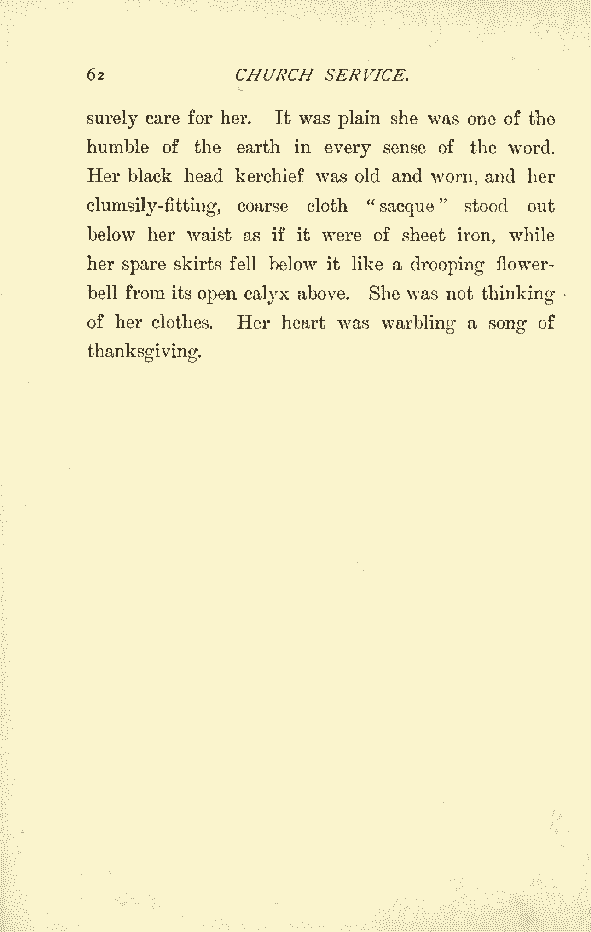 62 CHURCH SERVICE.
surely care for her. It was plain she was one of the
humble of the earth in every sense of the word.
Her black head kerchief was old and worn, and her
clumsily-fitting, coarse cloth “sacque” stood out
below her waist as if it were of sheet iron, while
her spare skirts fell below it like a drooping flower-
bell from its open calyx above. She was not thinking
of her clothes. Her heart was warbling a song of
thanksgiving.